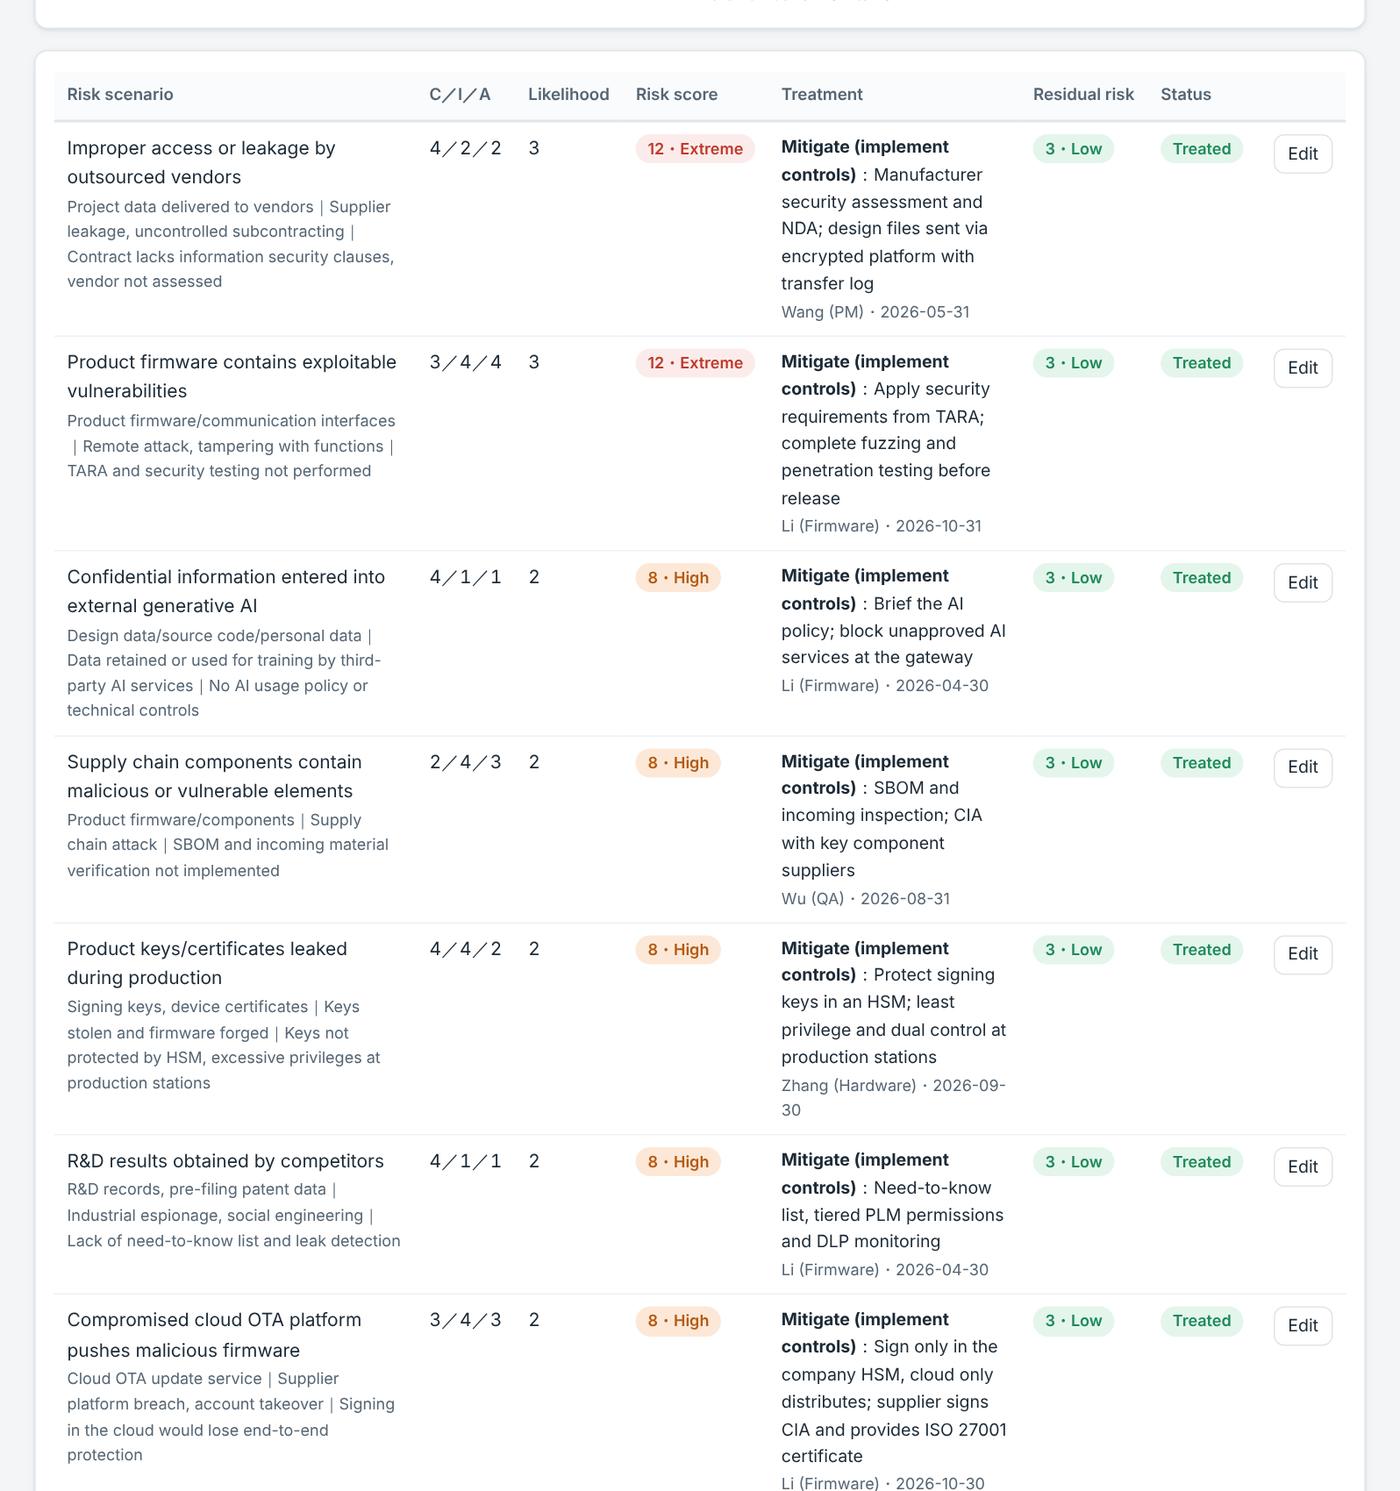 Risk scenario C／I／A Likelihood Risk score Treatment Residual risk Status
Improper access or leakage by
outsourced vendors
Project data delivered to vendors｜Supplier
leakage, uncontrolled subcontracting｜
Contract lacks information security clauses,
vendor not assessed
4／2／2
3
12・Extreme
Mitigate (implement
controls)：Manufacturer
security assessment and
NDA; design files sent via
encrypted platform with
transfer log
Wang (PM)・2026-05-31
3・Low
Treated
Edit
Product firmware contains exploitable
vulnerabilities
Product firmware/communication interfaces
｜Remote attack, tampering with functions｜
TARA and security testing not performed
3／4／4
3
12・Extreme
Mitigate (implement
controls)：Apply security
requirements from TARA;
complete fuzzing and
penetration testing before
release
Li (Firmware)・2026-10-31
3・Low
Treated
Edit
Confidential information entered into
external generative AI
Design data/source code/personal data｜
Data retained or used for training by third-
party AI services｜No AI usage policy or
technical controls
4／1／1
2
8・High
Mitigate (implement
controls)：Brief the AI
policy; block unapproved AI
services at the gateway
Li (Firmware)・2026-04-30
3・Low
Treated
Edit
Supply chain components contain
malicious or vulnerable elements
Product firmware/components｜Supply
chain attack｜SBOM and incoming material
verification not implemented
2／4／3
2
8・High
Mitigate (implement
controls)：SBOM and
incoming inspection; CIA
with key component
suppliers
Wu (QA)・2026-08-31
3・Low
Treated
Edit
Product keys/certificates leaked
during production
Signing keys, device certificates｜Keys
stolen and firmware forged｜Keys not
protected by HSM, excessive privileges at
production stations
4／4／2
2
8・High
Mitigate (implement
controls)：Protect signing
keys in an HSM; least
privilege and dual control at
production stations
Zhang (Hardware)・2026-09-
30
3・Low
Treated
Edit
R&D results obtained by competitors
R&D records, pre-filing patent data｜
Industrial espionage, social engineering｜
Lack of need-to-know list and leak detection
4／1／1
2
8・High
Mitigate (implement
controls)：Need-to-know
list, tiered PLM permissions
and DLP monitoring
Li (Firmware)・2026-04-30
3・Low
Treated
Edit
Compromised cloud OTA platform
pushes malicious firmware
Cloud OTA update service｜Supplier
platform breach, account takeover｜Signing
in the cloud would lose end-to-end
protection
3／4／3
2
8・High
Mitigate (implement
controls)：Sign only in the
company HSM, cloud only
distributes; supplier signs
CIA and provides ISO 27001
certificate
Li (Firmware)・2026-10-30
3・Low
Treated
Edit